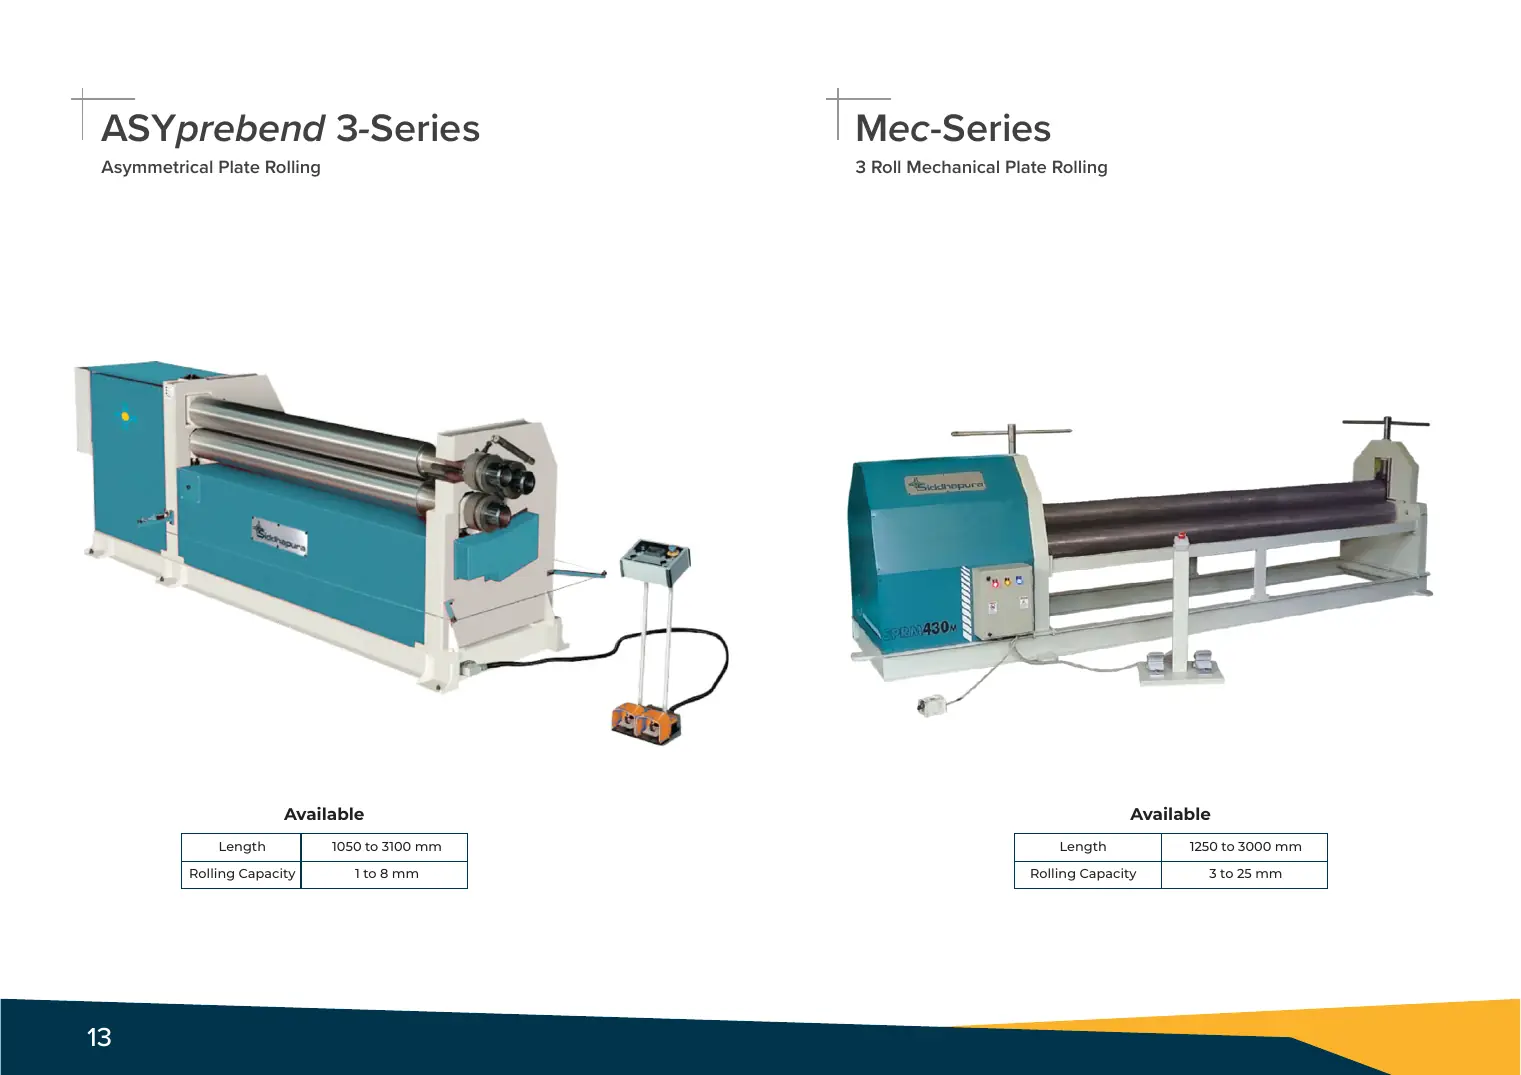 ASYprebend 3-Series
Asymmetrical Plate Rolling
Siddhapura
Available
Length 1050 to 3100 mm
Rolling Capacity 1 to 8 mm
Mec-Series
3 Roll Mechanical Plate Rolling
Siddhapura
SPRM430M
Available
Length 1250 to 3000 mm
Rolling Capacity 3 to 25 mm
13